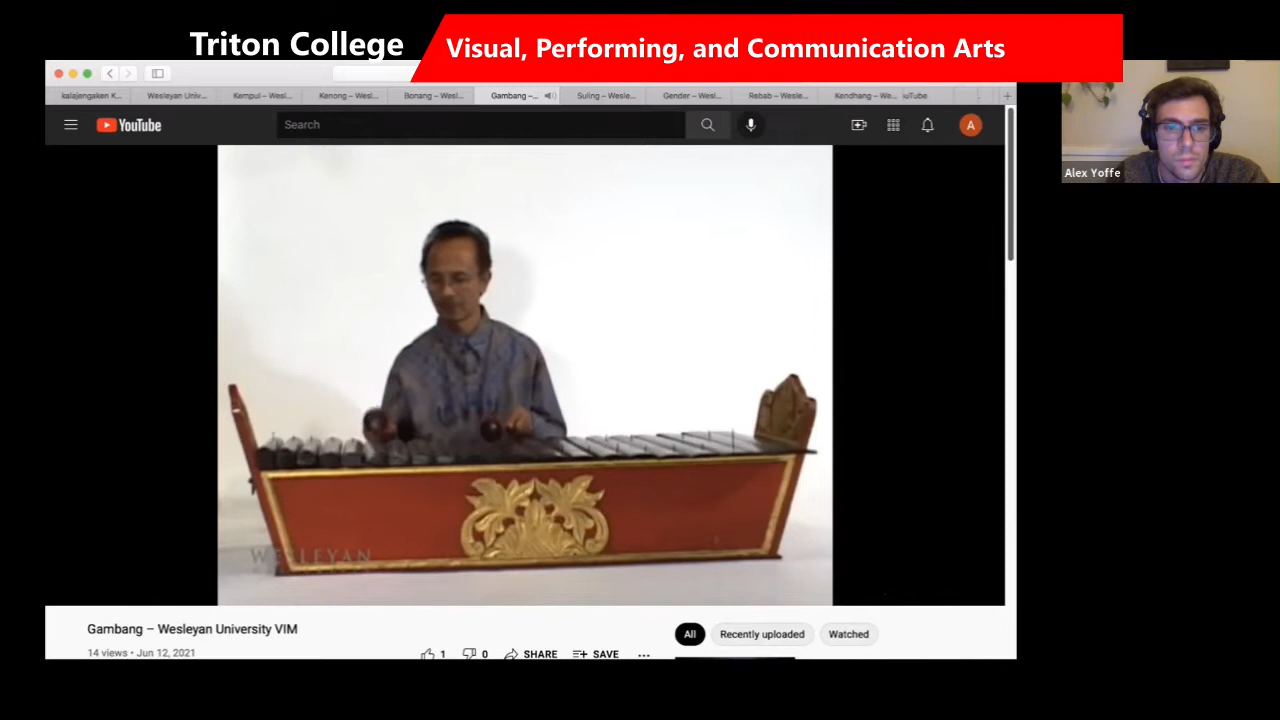 Triton College
Visual, Performing, and Communication Arts
kalajengaken K...
Wesleyan Univ...
Kempul – Wesl...
Kenong – Wesl...
Bonang – Wesl...
Gambang –...
Suling – Wesle...
Gender – Wesl...
Rebab – Wesle...
Kendhang – We...
uTube
YouTube
Search
A
Alex Yoffe
WESLEYAN
Gambang – Wesleyan University VIM
All
Recently uploaded
Watched
14 views • Jun 12, 2021
1
0
SHARE
SAVE